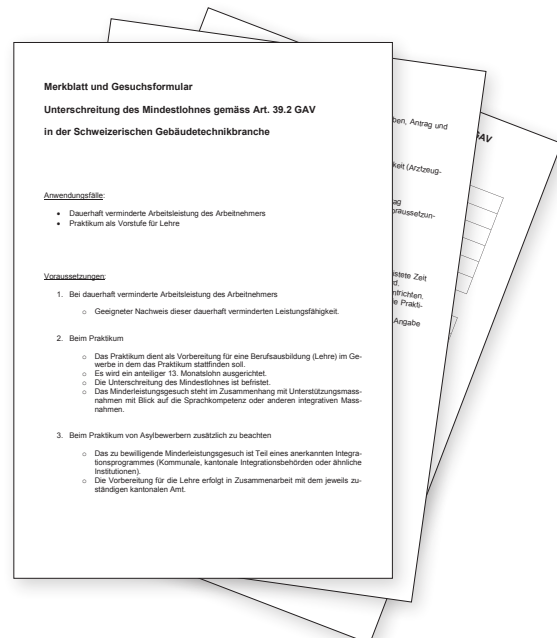 Merkblatt und Gesuchsformular
Unterschreitung des Mindestlohnes gemäss Art. 39.2 GAV
in der Schweizerischen Gebäudetechnikbranche
Anwendungsfälle:
• Dauerhaft verminderte Arbeitsleistung des Arbeitnehmers
• Praktikum als Vorstufe für Lehre
Voraussetzungen:
1. Bei dauerhaft verminderte Arbeitsleistung des Arbeitnehmers
○ Geeigneter Nachweis dieser dauerhaft verminderten Leistungsfähigkeit.
2. Beim Praktikum
○ Das Praktikum dient als Vorbereitung für eine Berufsausbildung (Lehre) im Ge-
werbe in dem das Praktikum stattfinden soll.
○ Es wird ein anteiliger 13. Monatslohn ausgerichtet.
○ Die Unterschreitung des Mindestlohnes ist befristet.
○ Das Minderleistungsgesuch steht im Zusammenhang mit Unterstützungsmass-
nahmen mit Blick auf die Sprachkompetenz oder anderen integrativen Mass-
nahmen.
3. Beim Praktikum von Asylbewerbern zusätzlich zu beachten
○ Das zu bewilligende Minderleistungsgesuch ist Teil eines anerkannten Integra-
tionsprogrammes (Kommunale, kantonale Integrationsbehörden oder ähnliche
Institutionen).
○ Die Vorbereitung für die Lehre erfolgt in Zusammenarbeit mit dem jeweils zu-
ständigen kantonalen Amt.
ben, Antrag und
keit (Arztzeug-
ag
oraussetzun-
istete Zeit
d.
ntrichten.
e Prakti-
Angabe
GAV